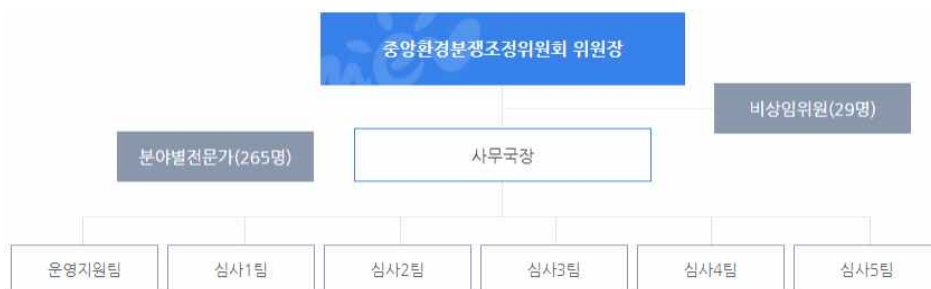 중앙환경분쟁조정위원회 위원장
비상임위원(29명)
분야별전문가(265명)
사무국장
운영지원팀
심사1팀
심사2팀
심사3팀
심사4팀
심사5팀